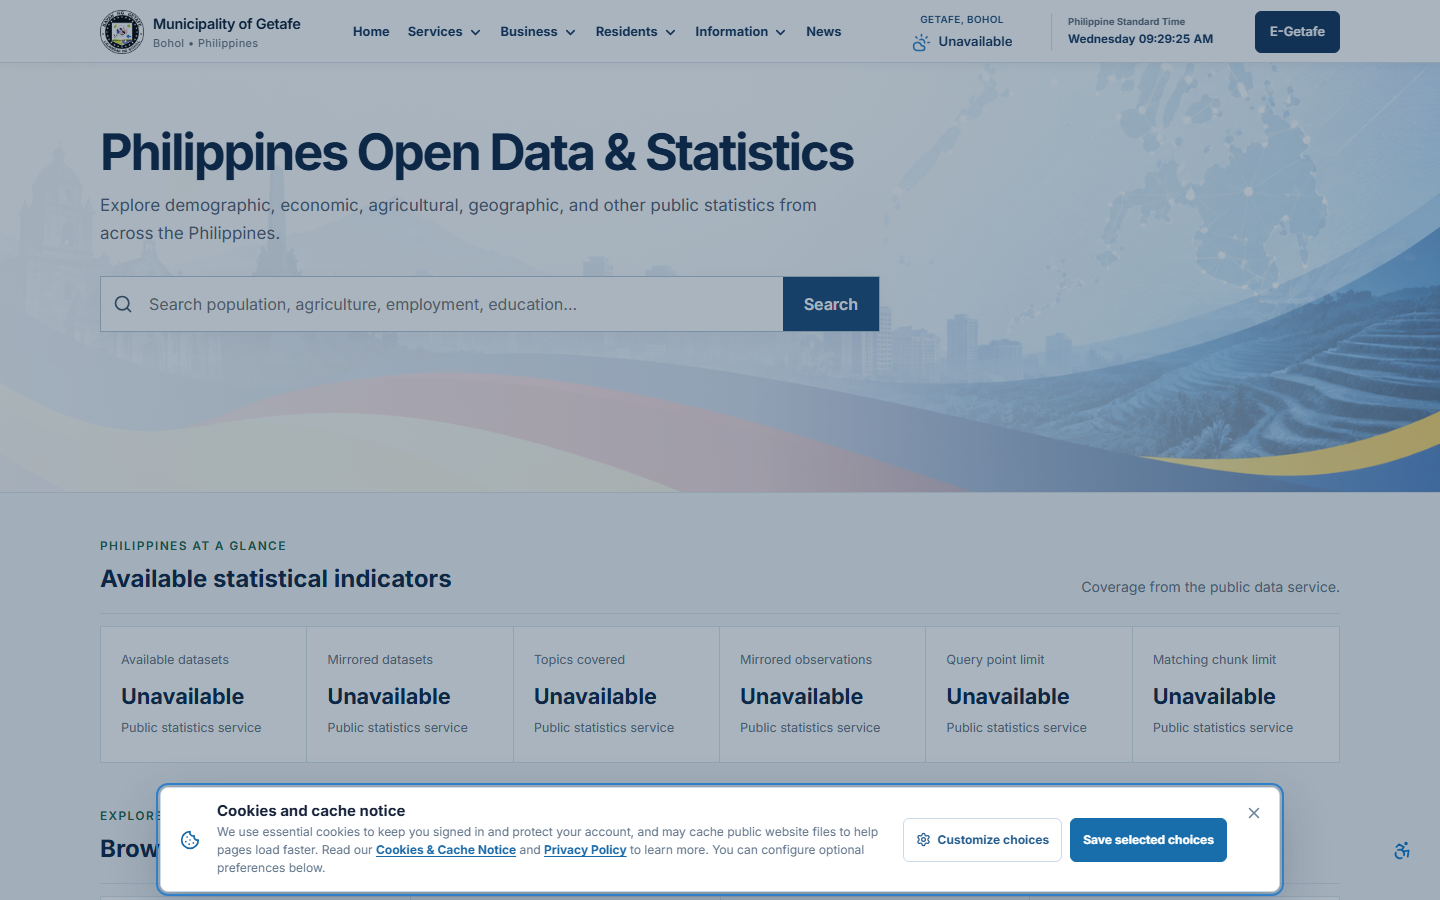 Municipality of Getafe
Bohol • Philippines
Home
Services
Business
Residents
Information
News
GETAFE, BOHOL
Unavailable
Philippine Standard Time
Wednesday 09:29:25 AM
E-Getafe
Philippines Open Data & Statistics
Explore demographic, economic, agricultural, geographic, and other public statistics from
across the Philippines.
Search population, agriculture, employment, education...
Search
PHILIPPINES AT A GLANCE
Available statistical indicators
Coverage from the public data service.
Available datasets
Unavailable
Public statistics service
Mirrored datasets
Unavailable
Public statistics service
Topics covered
Unavailable
Public statistics service
Mirrored observations
Unavailable
Public statistics service
Query point limit
Unavailable
Public statistics service
Matching chunk limit
Unavailable
Public statistics service
Cookies and cache notice
We use essential cookies to keep you signed in and protect your account, and may cache public website files to help
pages load faster. Read our Cookies & Cache Notice and Privacy Policy to learn more. You can configure optional
preferences below.
Customize choices
Save selected choices